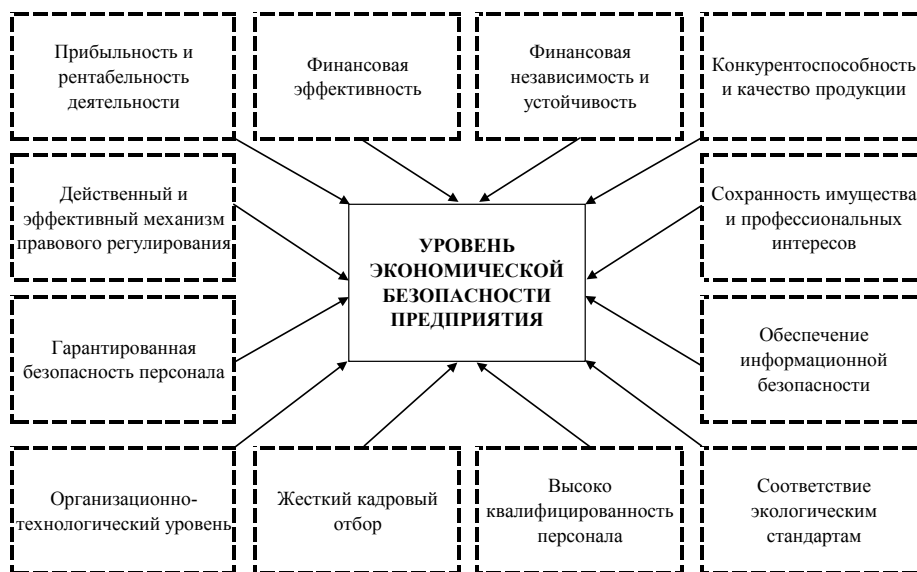 Прибыльность и
рентабельность
деятельности
Финансовая
эффективность
Финансовая
независимость и
устойчивость
Конкурентоспособность
и качество продукции
Действенный и
эффективный механизм
правового регулирования
УРОВЕНЬ
ЭКОНОМИЧЕСКОЙ
БЕЗОПАСНОСТИ
ПРЕДПРИЯТИЯ
Сохранность имущества
и профессиональных
интересов
Гарантированная
безопасность персонала
Обеспечение
информационной
безопасности
Организационно-
технологический уровень
Жесткий кадровый
отбор
Высоко
квалифицированность
персонала
Соответствие
экологическим
стандартам